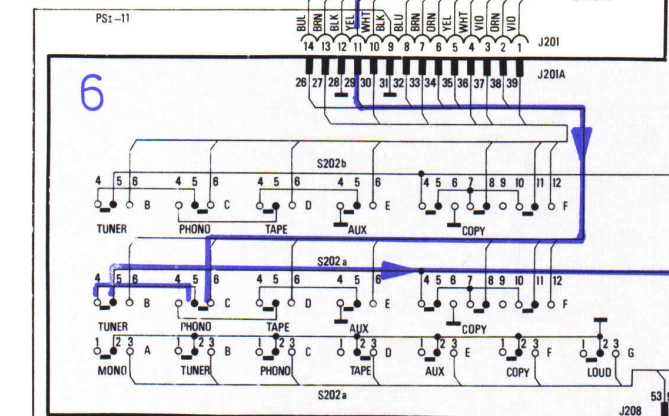 PSI-11
BUL BRN BLK YEL WHT BLK BLU BRN ORN YEL WHT VIO ORN VIO
14 13 12 11 10 9 8 7 6 5 4 3 2 1 J201
J201A
26 27 28 29 30 31 32 33 34 35 36 37 38 39
6
S202b
4 5 6 4 5 6 4 5 6 4 5 6 4 5 6 7 8 9 10 11 12
B C D E F
TUNER PHONO TAPE AUX COPY
S202a
4 5 6 4 5 6 4 5 6 4 5 6 4 5 6 7 8 9 10 11 12
B C D E F
TUNER PHONO TAPE AUX COPY
1 2 3 A 1 2 3 B 1 2 3 C 1 2 3 D 1 2 3 E 1 2 3 F 1 2 3 G
MONO TUNER PHONO TAPE AUX COPY LOUD
S202a
53
J208